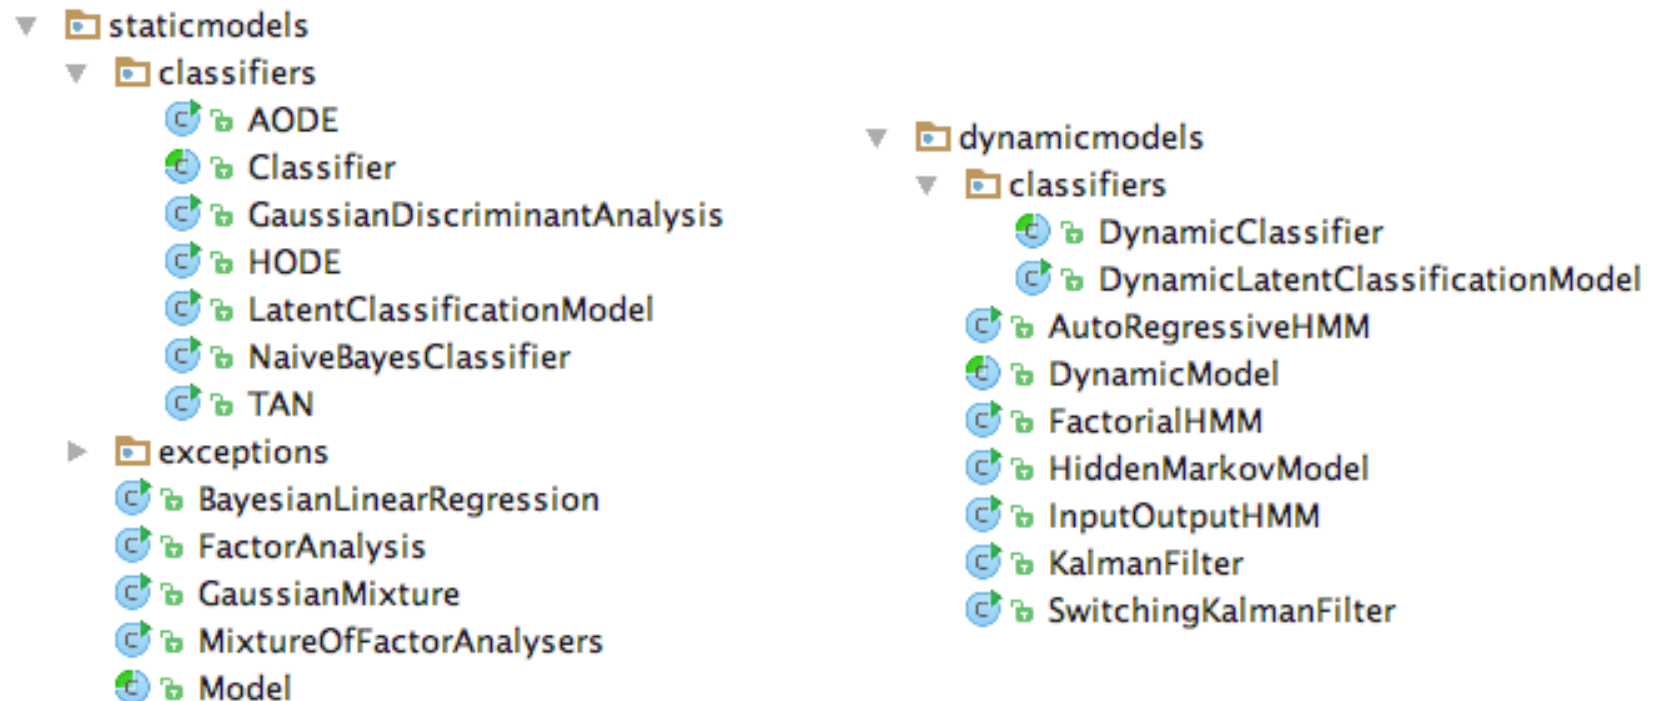 staticmodels
classifiers
AODE
Classifier
GaussianDiscriminantAnalysis
HODE
LatentClassificationModel
NaiveBayesClassifier
TAN
exceptions
BayesianLinearRegression
FactorAnalysis
GaussianMixture
MixtureOfFactorAnalysers
Model
dynamicmodels
classifiers
DynamicClassifier
DynamicLatentClassificationModel
AutoRegressiveHMM
DynamicModel
FactorialHMM
HiddenMarkovModel
InputOutputHMM
KalmanFilter
SwitchingKalmanFilter